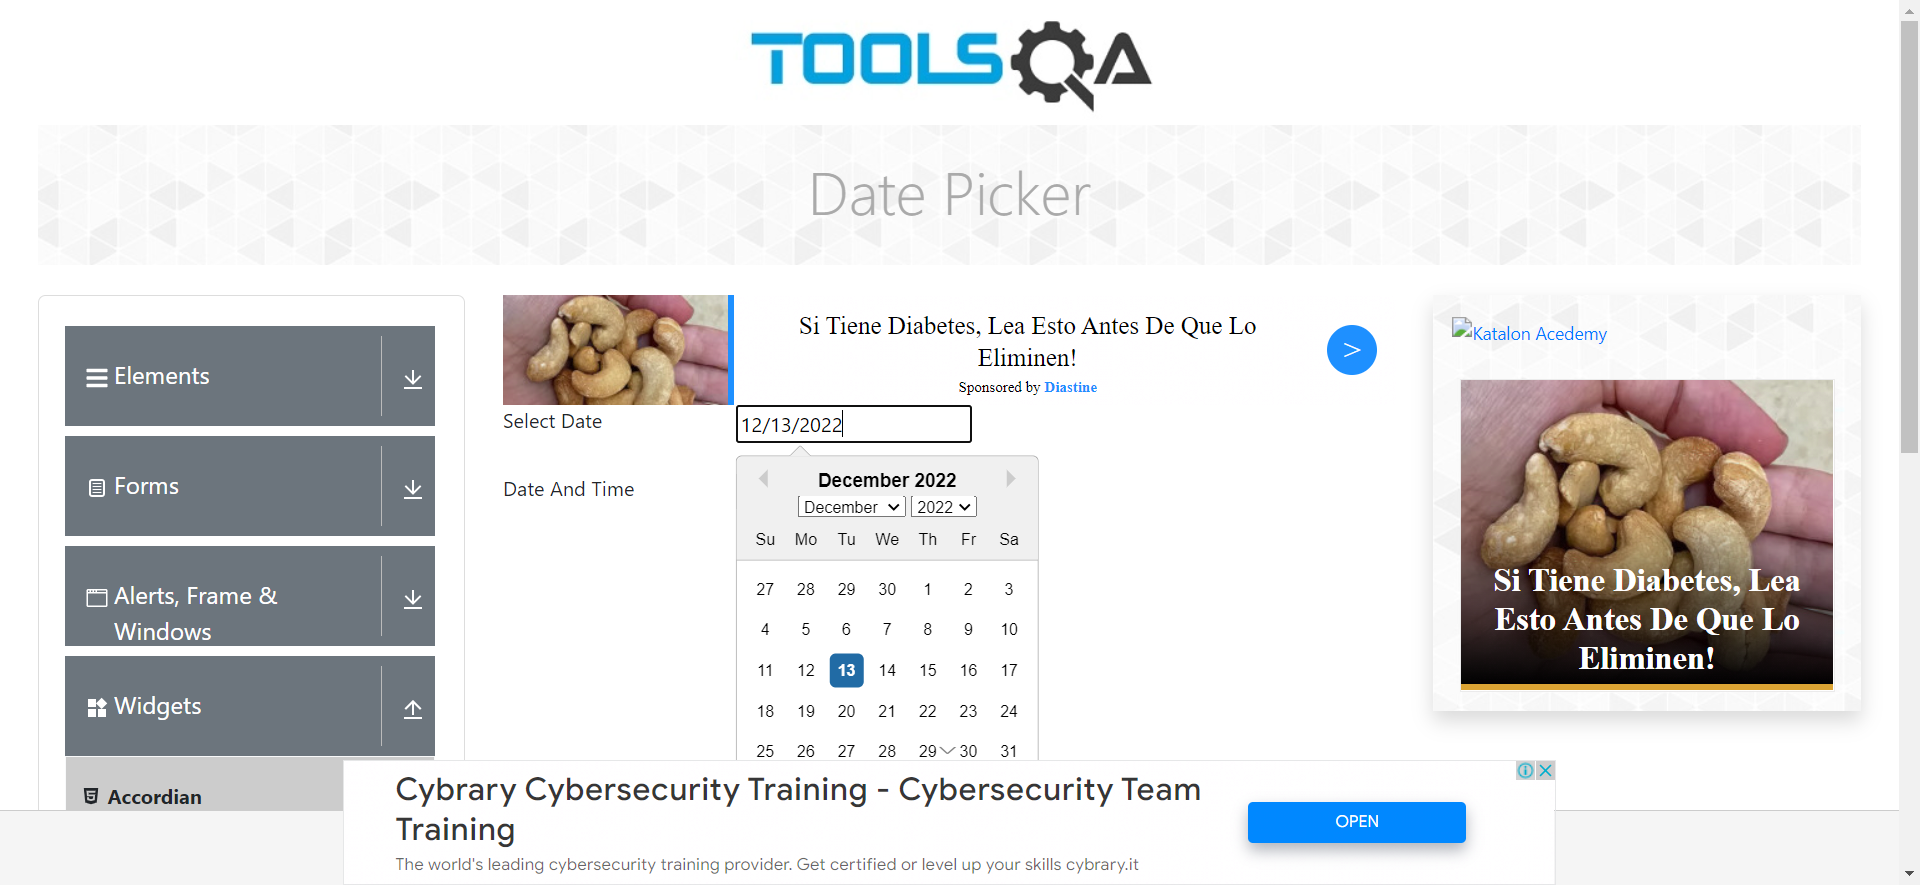 TOOLSQA
Date Picker
Elements
Forms
Alerts, Frame &
Windows
Widgets
Accordian
Si Tiene Diabetes, Lea Esto Antes De Que Lo
Eliminen!
Sponsored by Diastine
>
Select Date
12/13/2022
Date And Time
December 2022
December 2022
Su Mo Tu We Th Fr Sa
27 28 29 30 1 2 3
4 5 6 7 8 9 10
11 12 13 14 15 16 17
18 19 20 21 22 23 24
25 26 27 28 29 30 31
Katalon Acedemy
Si Tiene Diabetes, Lea
Esto Antes De Que Lo
Eliminen!
Cybrary Cybersecurity Training - Cybersecurity Team
Training
The world's leading cybersecurity training provider. Get certified or level up your skills cybrary.it
OPEN